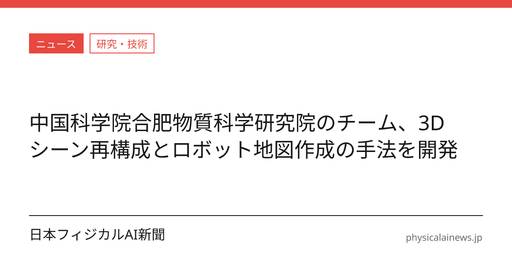 ニュース
研究・技術
中国科学院合肥物質科学研究院のチーム、3D
シーン再構成とロボット地図作成の手法を開発
日本フィジカルAI新聞
physicalainews.jp